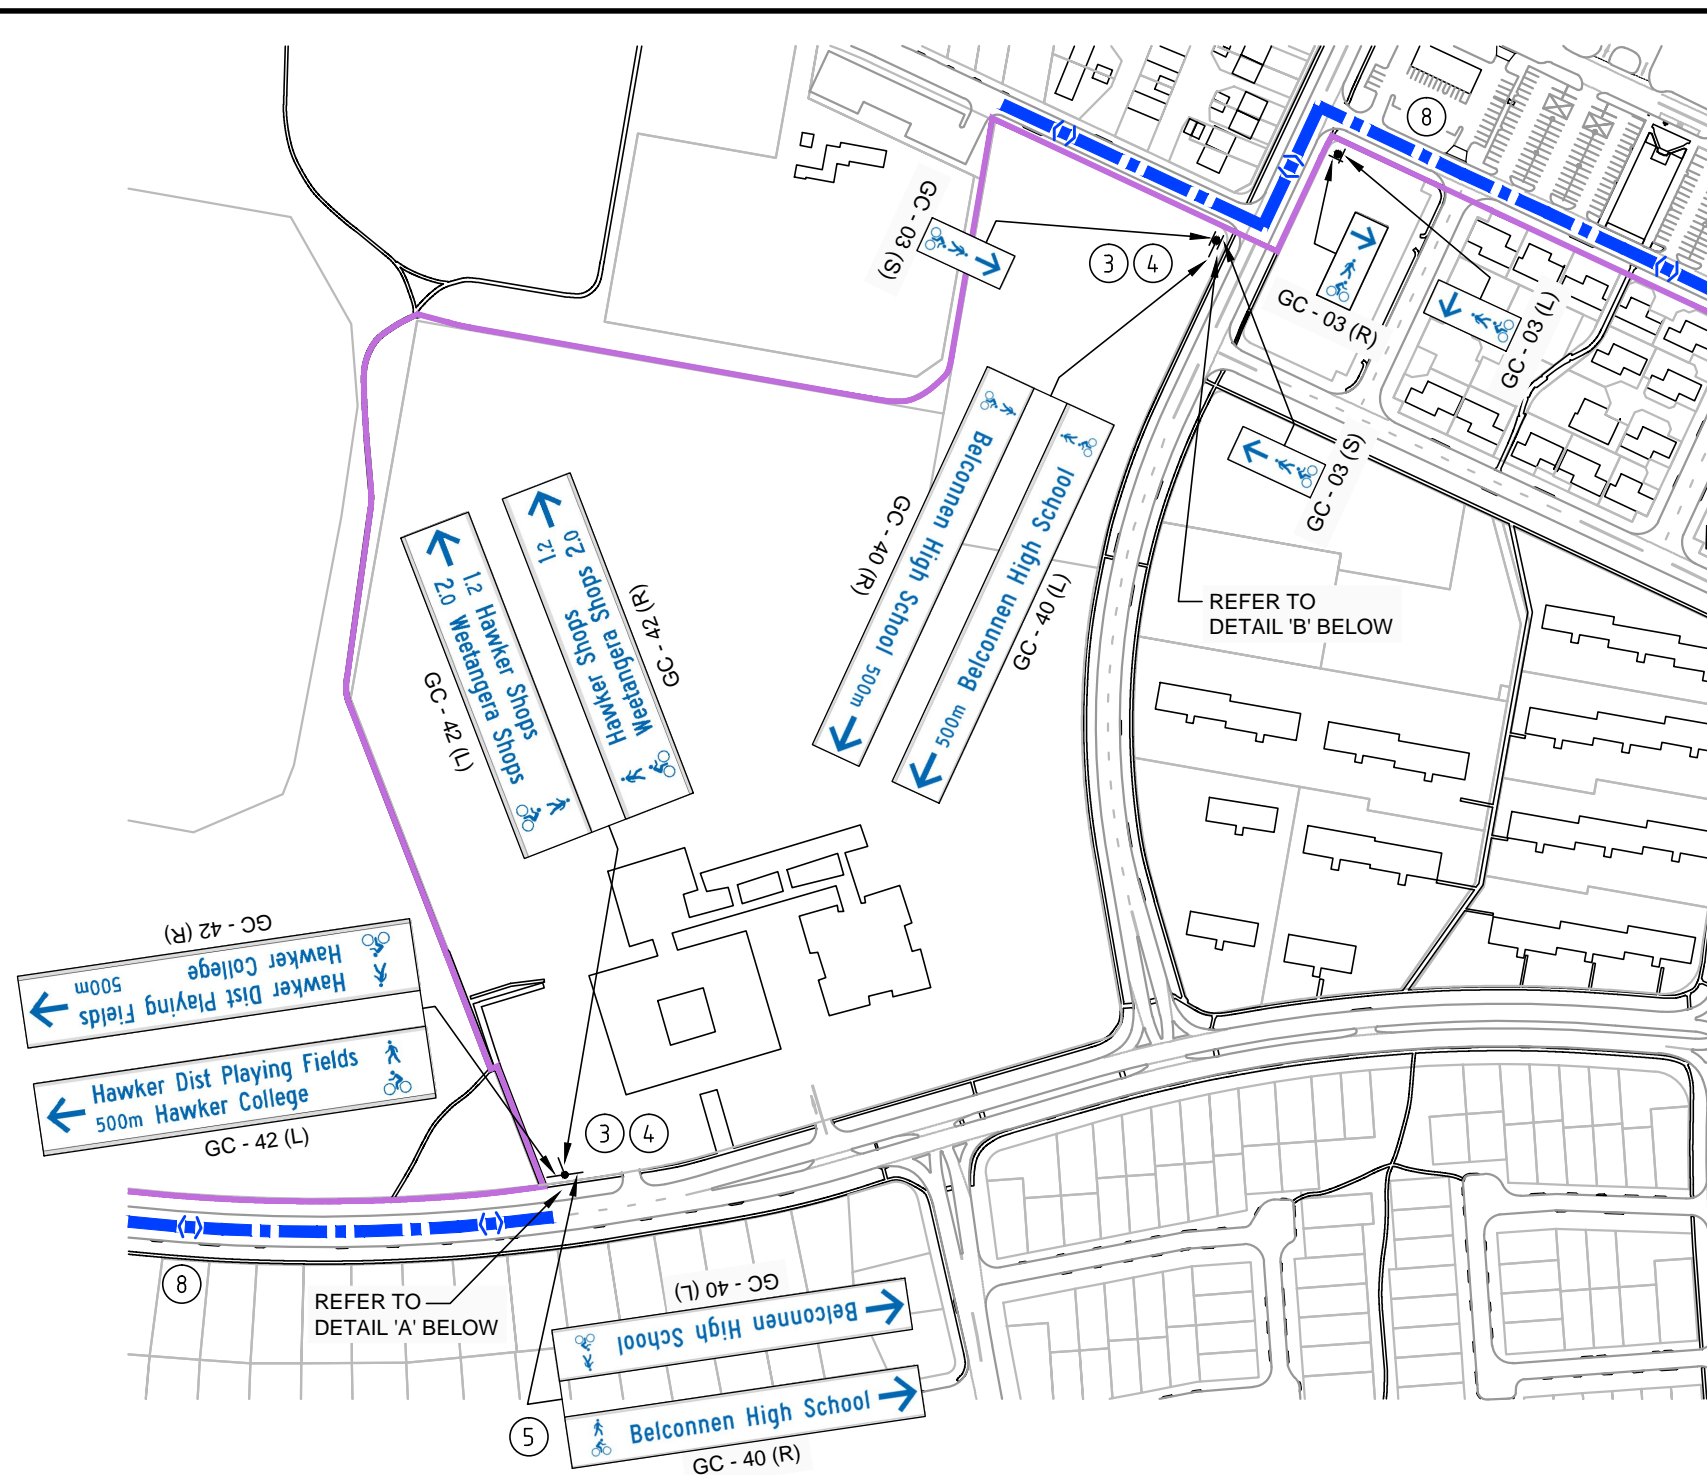 8
GC - 03 (S)
3 4
GC - 03 (R)
GC - 03 (L)
GC - 03 (S)
Belconnen High School 500m
GC - 40 (R)
500m Belconnen High School
GC - 40 (L)
REFER TO
DETAIL 'B' BELOW
1.2 Hawker Shops
2.0 Weetangera Shops
GC - 42 (L)
Hawker Shops 1.2
Weetangera Shops 2.0
GC - 42 (R)
GC - 42 (R)
Hawker Dist Playing Fields
Hawker College 500m
Hawker Dist Playing Fields
500m Hawker College
GC - 42 (L)
3 4
8
REFER TO
DETAIL 'A' BELOW
GC - 40 (L)
Belconnen High School
Belconnen High School
GC - 40 (R)
5